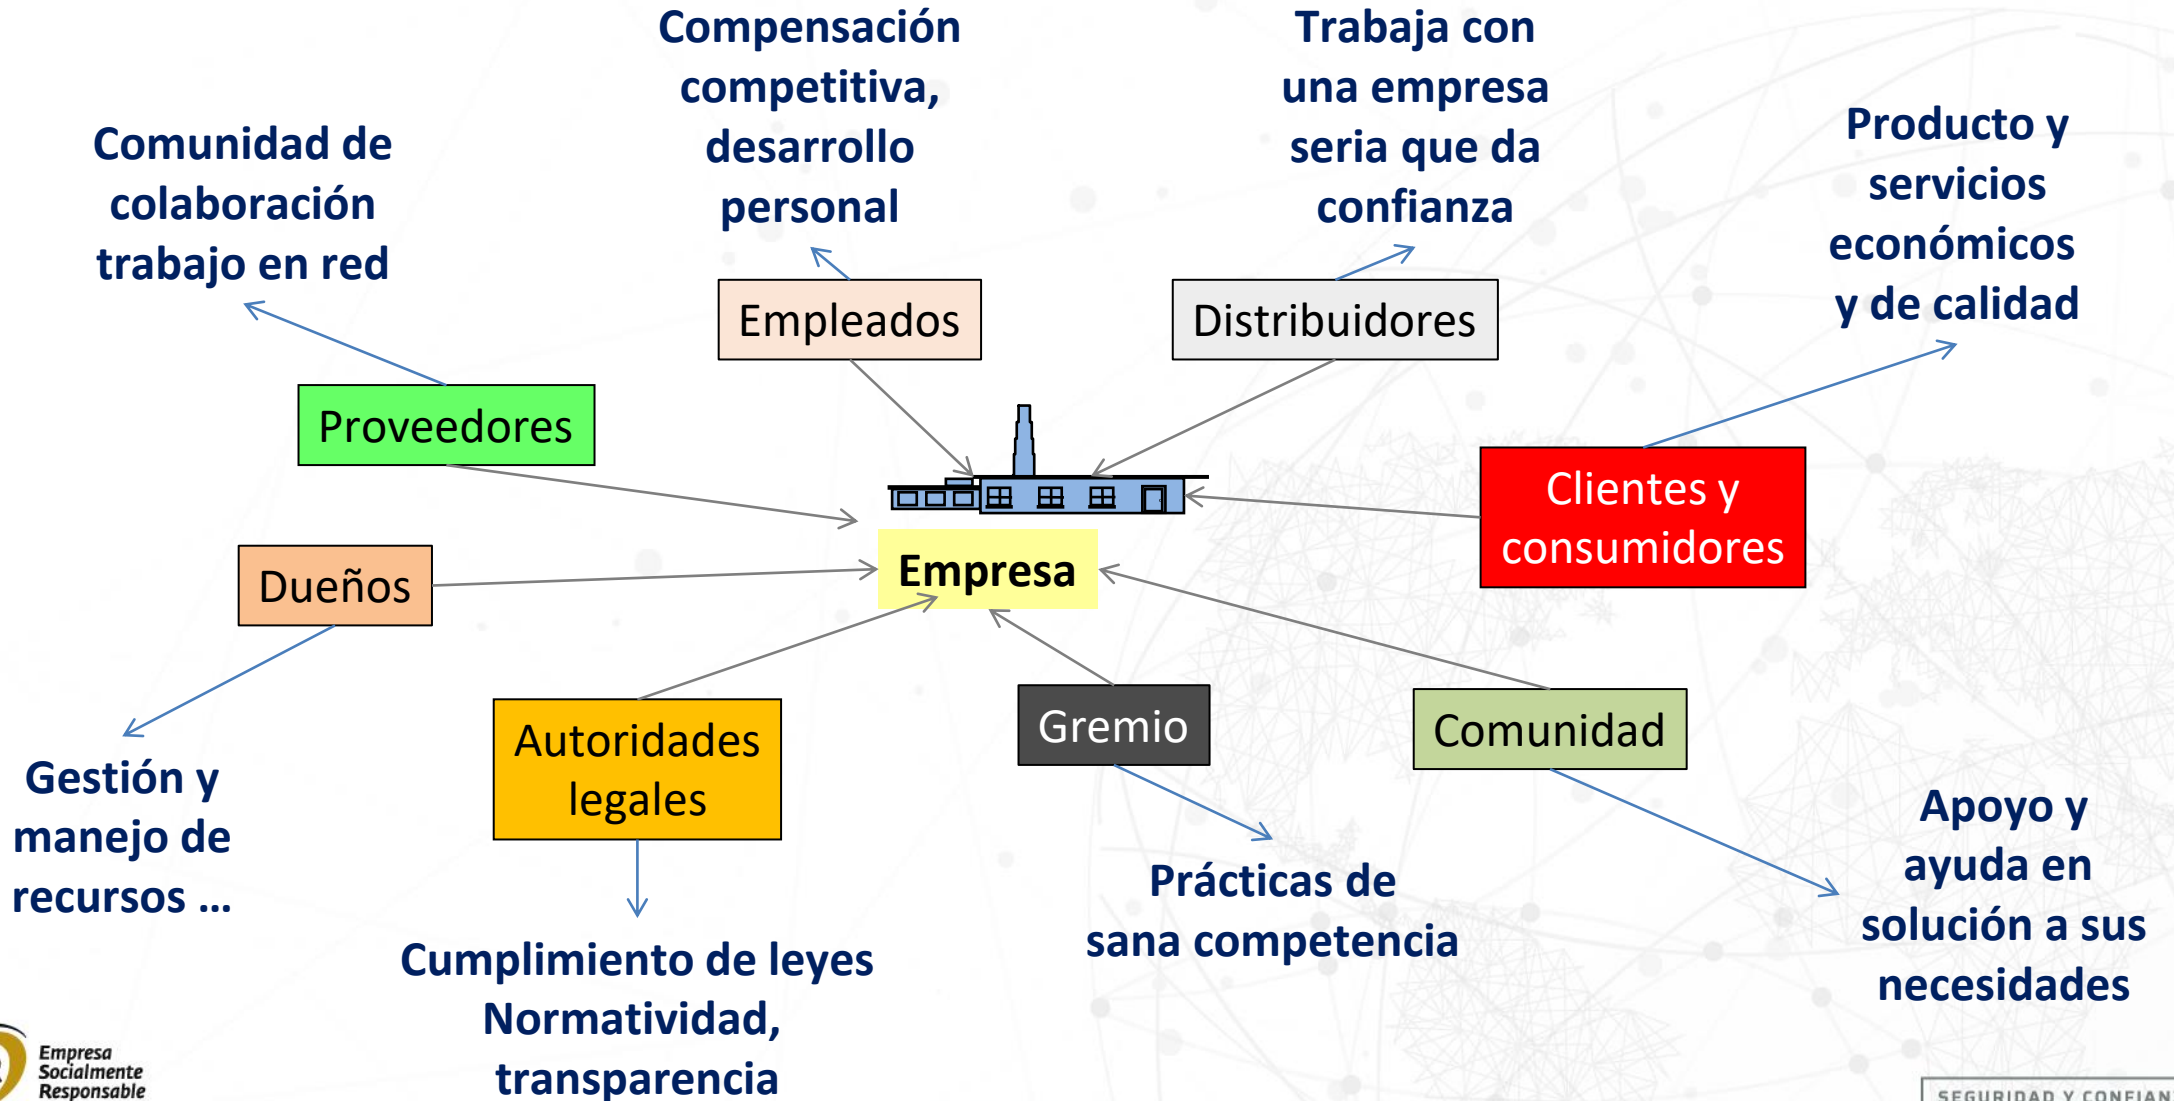 Compensación
competitiva,
desarrollo
personal
Trabaja con
una empresa
seria que da
confianza
Comunidad de
colaboración
trabajo en red
Producto y
servicios
económicos
y de calidad
Empleados
Distribuidores
Proveedores
Clientes y
consumidores
Dueños
Empresa
Autoridades
legales
Gremio
Comunidad
Gestión y
manejo de
recursos ...
Cumplimiento de leyes
Normatividad,
transparencia
Prácticas de
sana competencia
Apoyo y
ayuda en
solución a sus
necesidades
Empresa
Socialmente
Responsable
SEGURIDAD Y